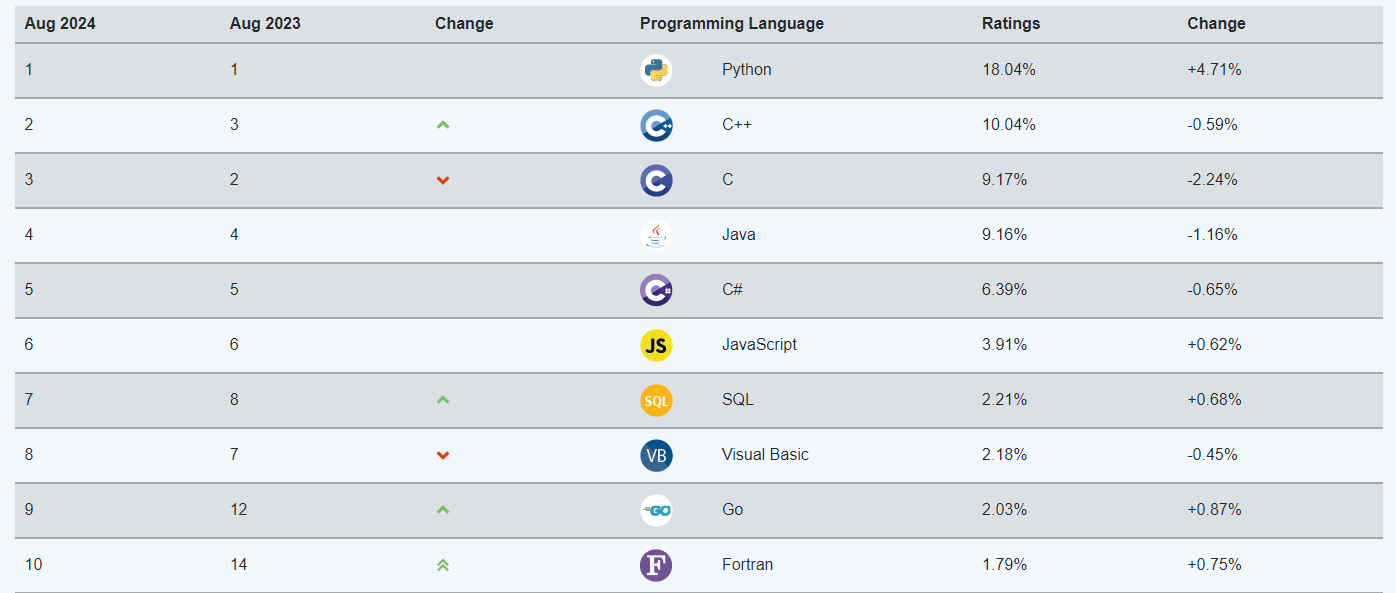 Aug 2024 Aug 2023 Change Programming Language Ratings Change
1 1 Python 18.04% +4.71%
2 3 C++ C++ 10.04% -0.59%
3 2 C C 9.17% -2.24%
4 4 Java 9.16% -1.16%
5 5 C# C# 6.39% -0.65%
6 6 JS JavaScript 3.91% +0.62%
7 8 SQL SQL 2.21% +0.68%
8 7 VB Visual Basic 2.18% -0.45%
9 12 GO Go 2.03% +0.87%
10 14 F Fortran 1.79% +0.75%